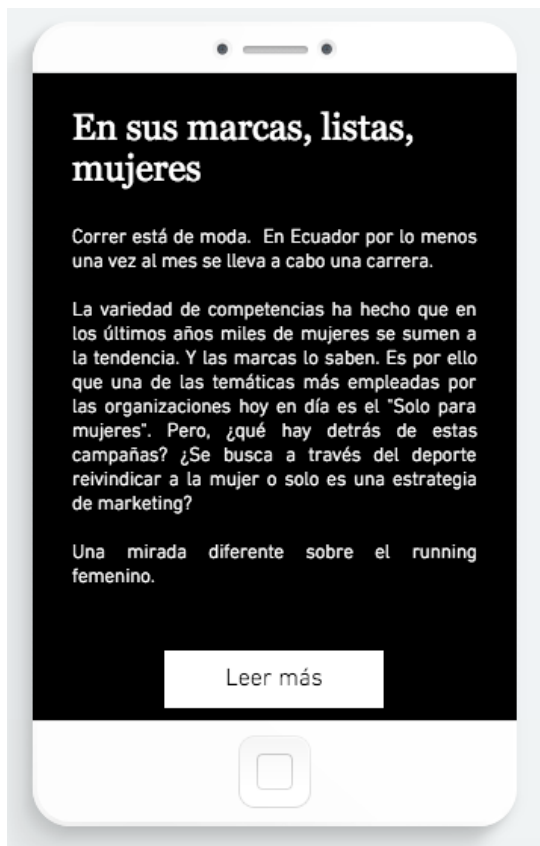 En sus marcas, listas,
mujeres
Correr está de moda. En Ecuador por lo menos
una vez al mes se lleva a cabo una carrera.
La variedad de competencias ha hecho que en
los últimos años miles de mujeres se sumen a
la tendencia. Y las marcas lo saben. Es por ello
que una de las temáticas más empleadas por
las organizaciones hoy en día es el "Solo para
mujeres". Pero, ¿qué hay detrás de estas
campañas? ¿Se busca a través del deporte
reivindicar a la mujer o solo es una estrategia
de marketing?
Una mirada diferente sobre el running
femenino.
Leer más